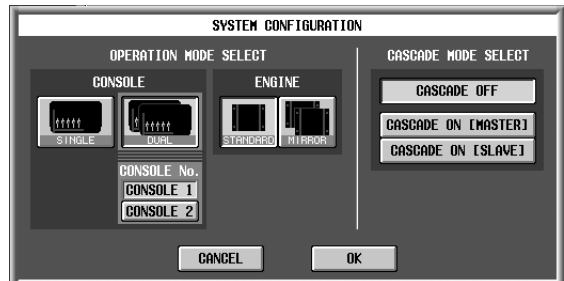 SYSTEM CONFIGURATION
OPERATION MODE SELECT
CASCADE MODE SELECT
CONSOLE
ENGINE
SINGLE
DUAL
STANDARD
MIRROR
CASCADE OFF
CASCADE ON [MASTER]
CASCADE ON [SLAVE]
CONSOLE No.
CONSOLE 1
CONSOLE 2
CANCEL
OK